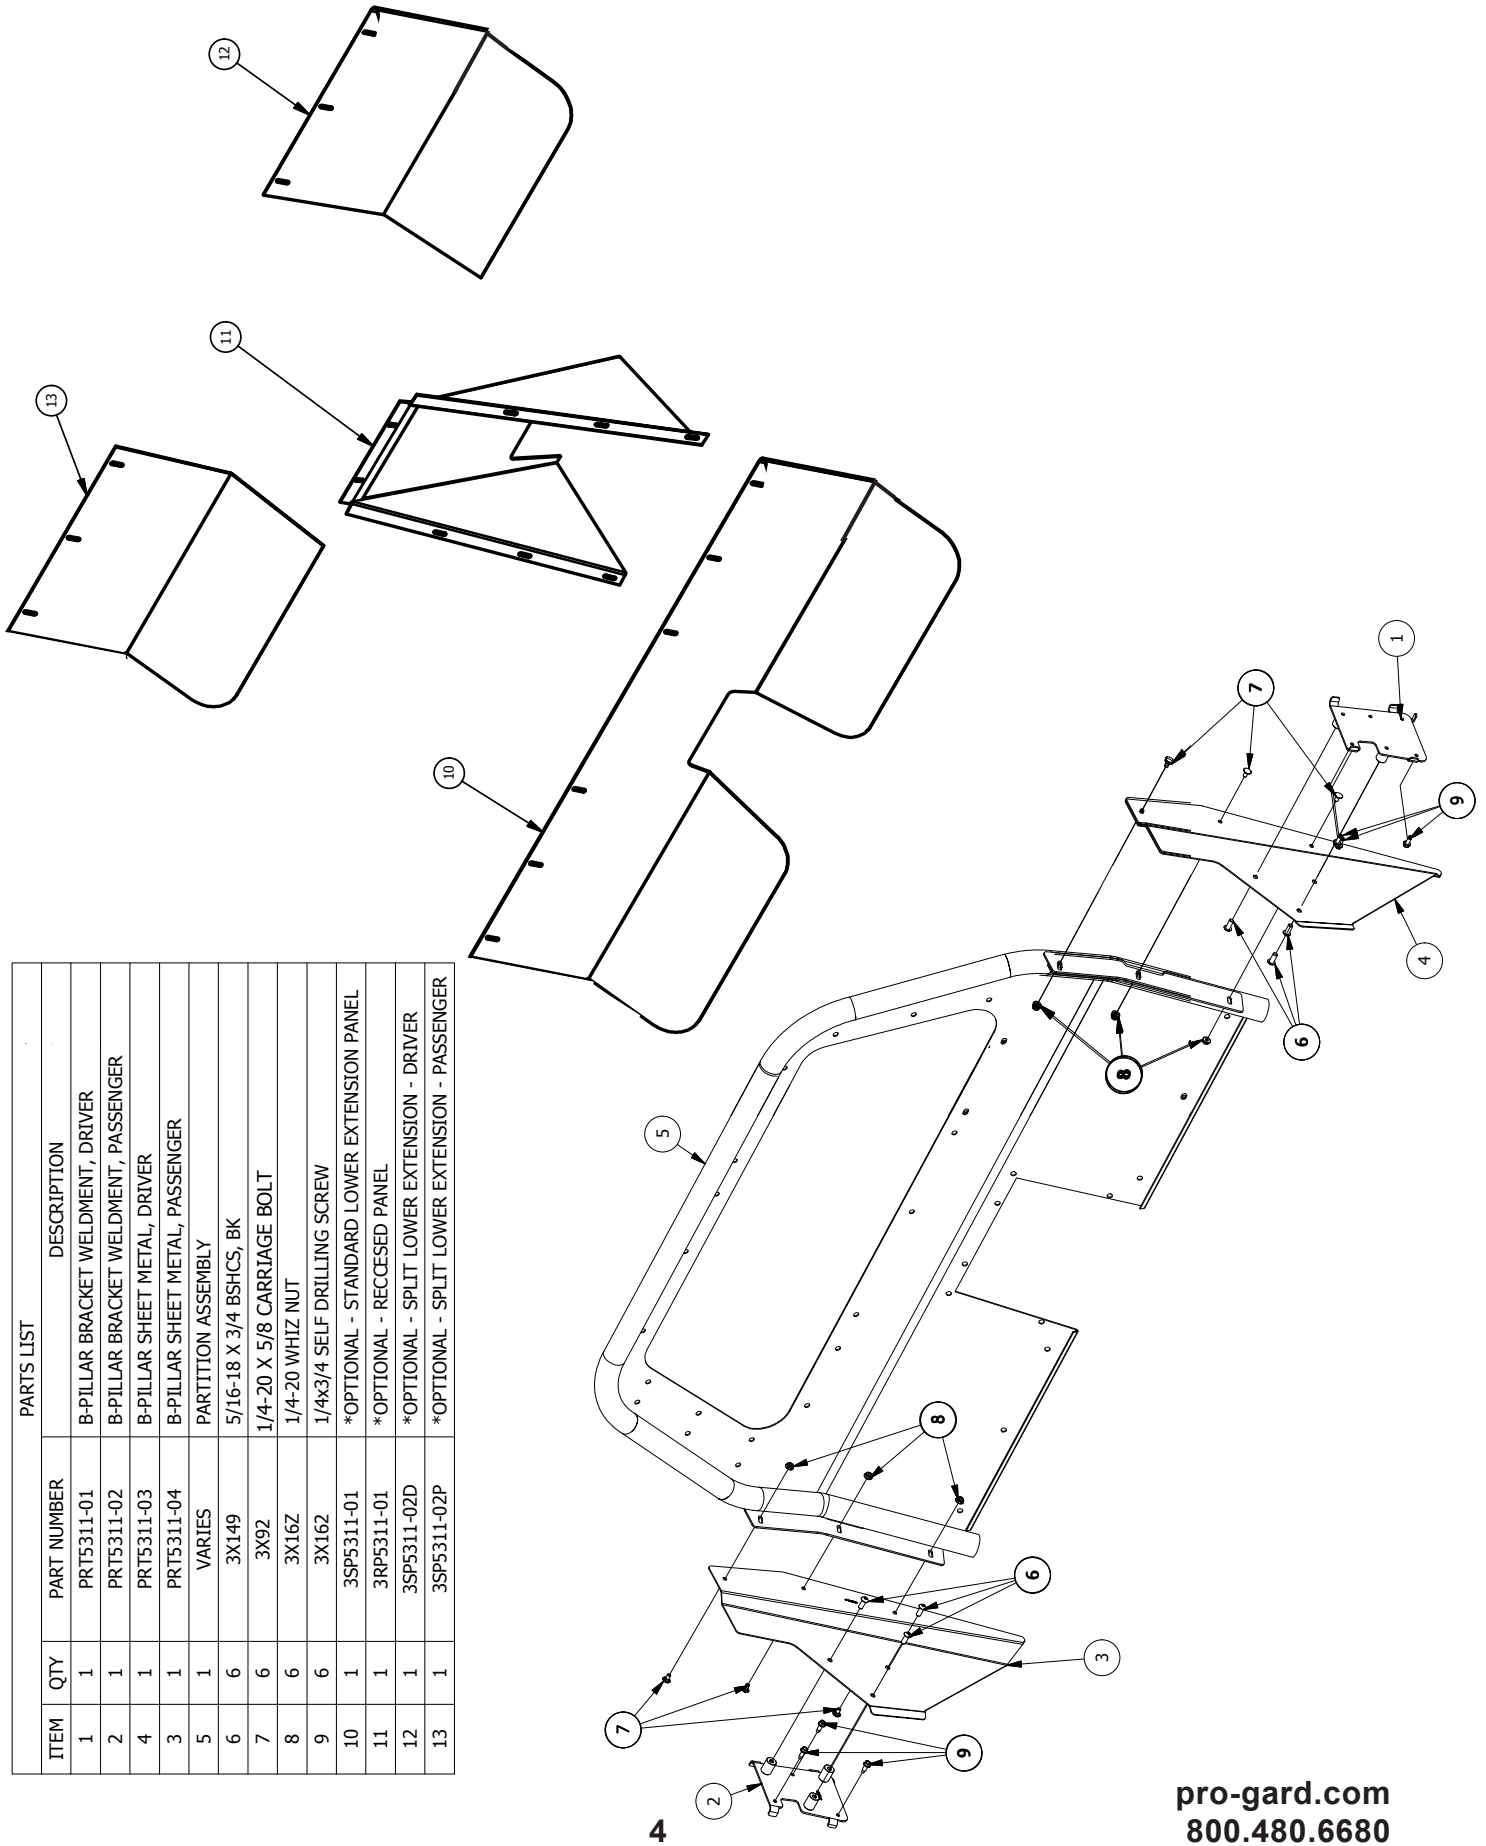 PARTS LIST
ITEM QTY PART NUMBER DESCRIPTION
1 1 PRT5311-01 B-PILLAR BRACKET WELDMENT, DRIVER
2 1 PRT5311-02 B-PILLAR BRACKET WELDMENT, PASSENGER
4 1 PRT5311-03 B-PILLAR SHEET METAL, DRIVER
3 1 PRT5311-04 B-PILLAR SHEET METAL, PASSENGER
5 1 VARIES PARTITION ASSEMBLY
6 6 3X149 5/16-18 X 3/4 BSHCS, BK
7 6 3X92 1/4-20 X 5/8 CARRIAGE BOLT
8 6 3X16Z 1/4-20 WHIZ NUT
9 6 3X162 1/4x3/4 SELF DRILLING SCREW
10 1 3SP5311-01 *OPTIONAL - STANDARD LOWER EXTENSION PANEL
11 1 3RP5311-01 *OPTIONAL - RECCESED PANEL
12 1 3SP5311-02D *OPTIONAL - SPLIT LOWER EXTENSION - DRIVER
13 1 3SP5311-02P *OPTIONAL - SPLIT LOWER EXTENSION - PASSENGER
12
11
13
10
1
7
9
4
6
8
5
8
6
3
7
9
2
4
pro-gard.com
800.480.6680